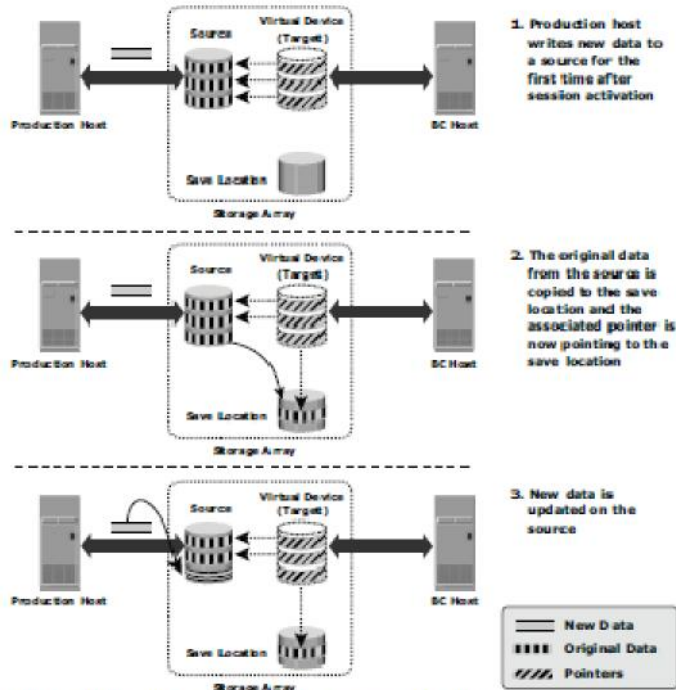 Source
Virtual Device
(Target)
Production Host
BC Host
Save Location
Storage Array
1. Production host
writes new data to
a source for the
first time after
session activation
Source
Virtual Device
(Target)
Production Host
BC Host
Save Location
Storage Array
2. The original data
from the source is
copied to the save
location and the
associated pointer is
now pointing to the
save location
Source
Virtual Device
(Target)
Production Host
BC Host
Save Location
Storage Array
3. New data is
updated on the
source
New Data
Original Data
Pointers